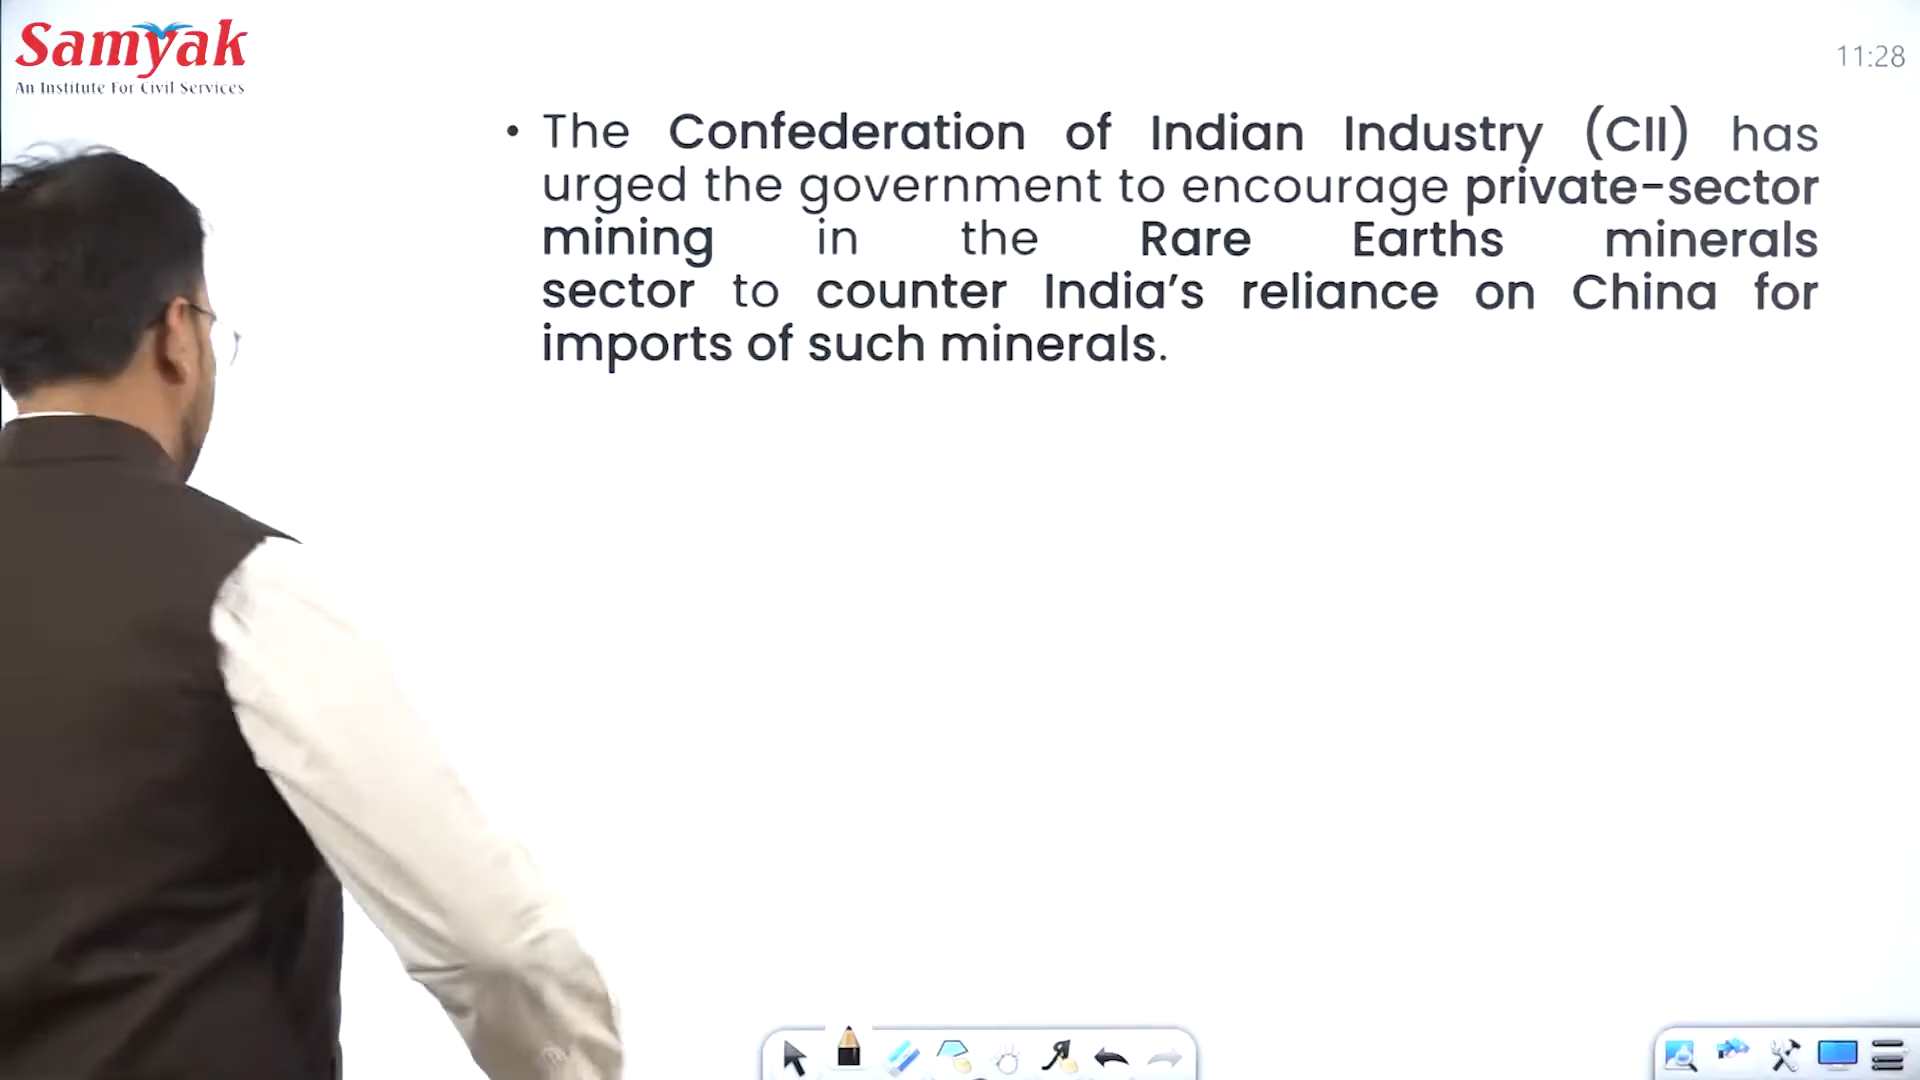 Samyak
An Institute For Civil Services
11:28
• The Confederation of Indian Industry (CII) has
urged the government to encourage private-sector
mining in the Rare Earths minerals
sector to counter India’s reliance on China for
imports of such minerals.